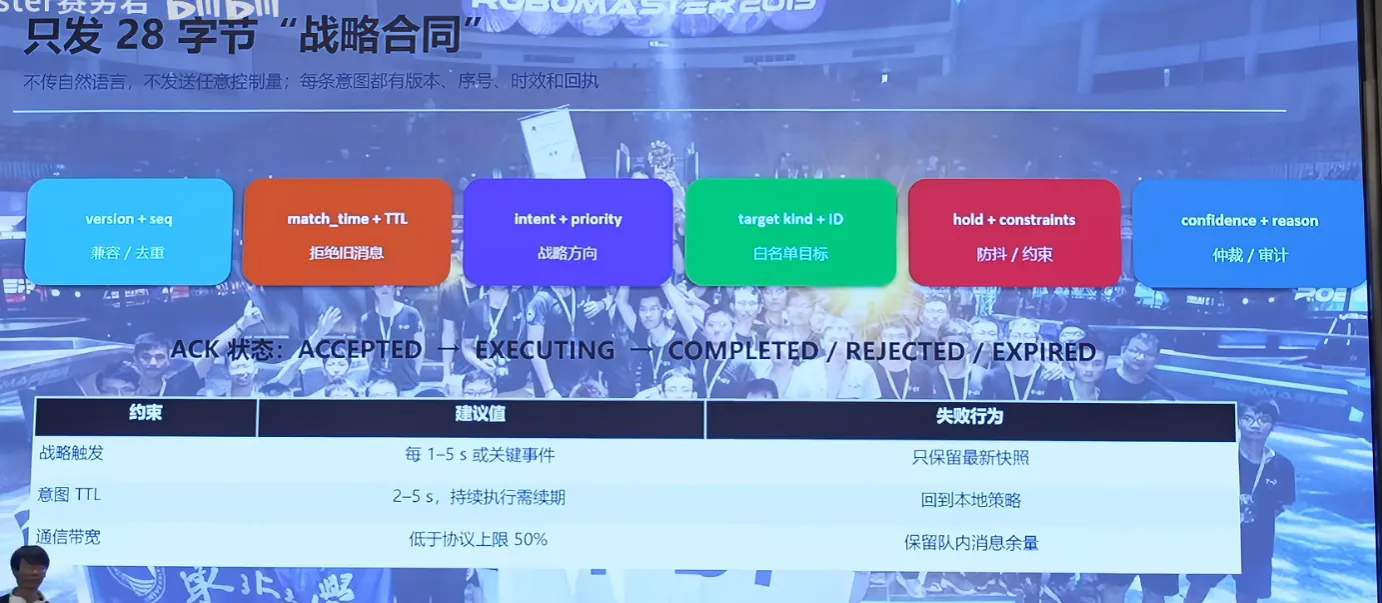 ROBOMASTER2019
只发 28 字节“战略合同”
不传自然语言，不发送任意控制量；每条意图都有版本、序号、时效和回执
version + seq
兼容 / 去重
match_time + TTL
拒绝旧消息
intent + priority
战略方向
target kind + ID
白名单目标
hold + constraints
防抖 / 约束
confidence + reason
仲裁 / 审计
ACK 状态：ACCEPTED → EXECUTING → COMPLETED / REJECTED / EXPIRED
约束 建议值 失败行为
战略触发 每 1–5 s 或关键事件 只保留最新快照
意图 TTL 2–5 s，持续执行需续期 回到本地策略
通信带宽 低于协议上限 50% 保留队内消息余量